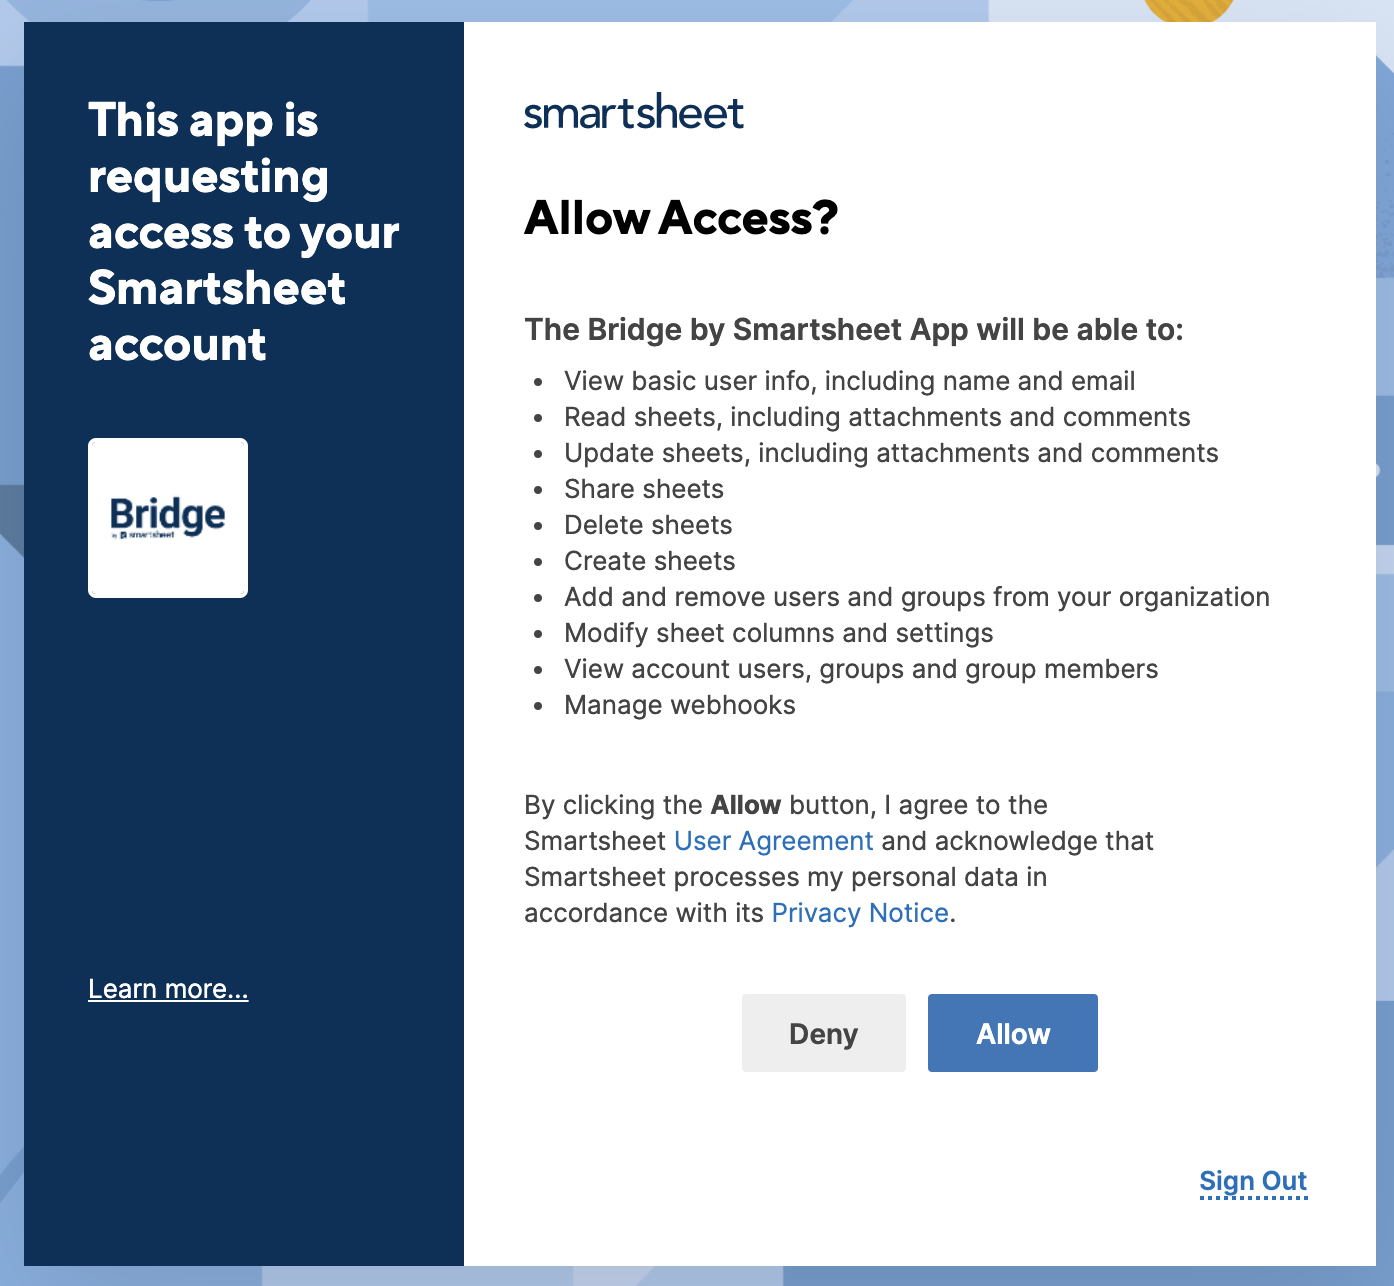 This app is
requesting
access to your
Smartsheet
account
Bridge
by smartsheet
Learn more...
smartsheet
Allow Access?
The Bridge by Smartsheet App will be able to:
• View basic user info, including name and email
• Read sheets, including attachments and comments
• Update sheets, including attachments and comments
• Share sheets
• Delete sheets
• Create sheets
• Add and remove users and groups from your organization
• Modify sheet columns and settings
• View account users, groups and group members
• Manage webhooks
By clicking the Allow button, I agree to the
Smartsheet User Agreement and acknowledge that
Smartsheet processes my personal data in
accordance with its Privacy Notice.
Deny
Allow
Sign Out